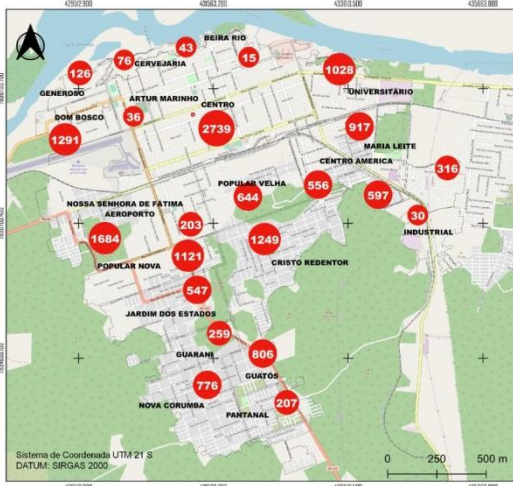 BEIRA RIO
43
76
15
CERVEJARIA
126
1028
GENEROSO
UNIVERSITÁRIO
ARTUR MARINHO
DOM BOSCO
CENTRO
36
917
2739
1291
MARIA LEITE
CENTRO AMERICA
316
POPULAR VELHA
556
597
644
NOSSA SENHORA DE FÁTIMA
AEROPORTO
203
30
INDUSTRIAL
1684
1249
1121
CRISTO REDENTOR
POPULAR NOVA
547
JARDIM DOS ESTADOS
259
GUARANI
806
GUATÓS
776
NOVA CORUMBA
207
PANTANAL
Sistema de Coordenada UTM 21 S
DATUM: SIRGAS 2000
0 250 500 m